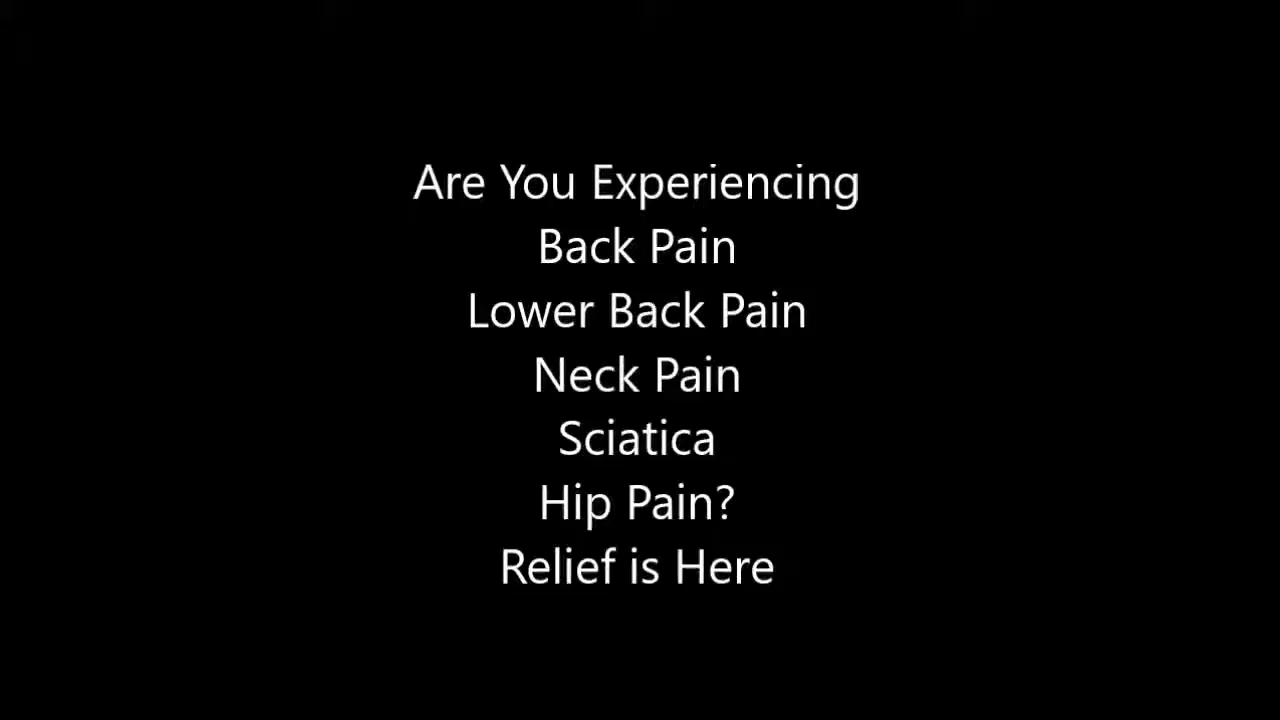 Are You Experiencing
Back Pain
Lower Back Pain
Neck Pain
Sciatica
Hip Pain?
Relief is Here